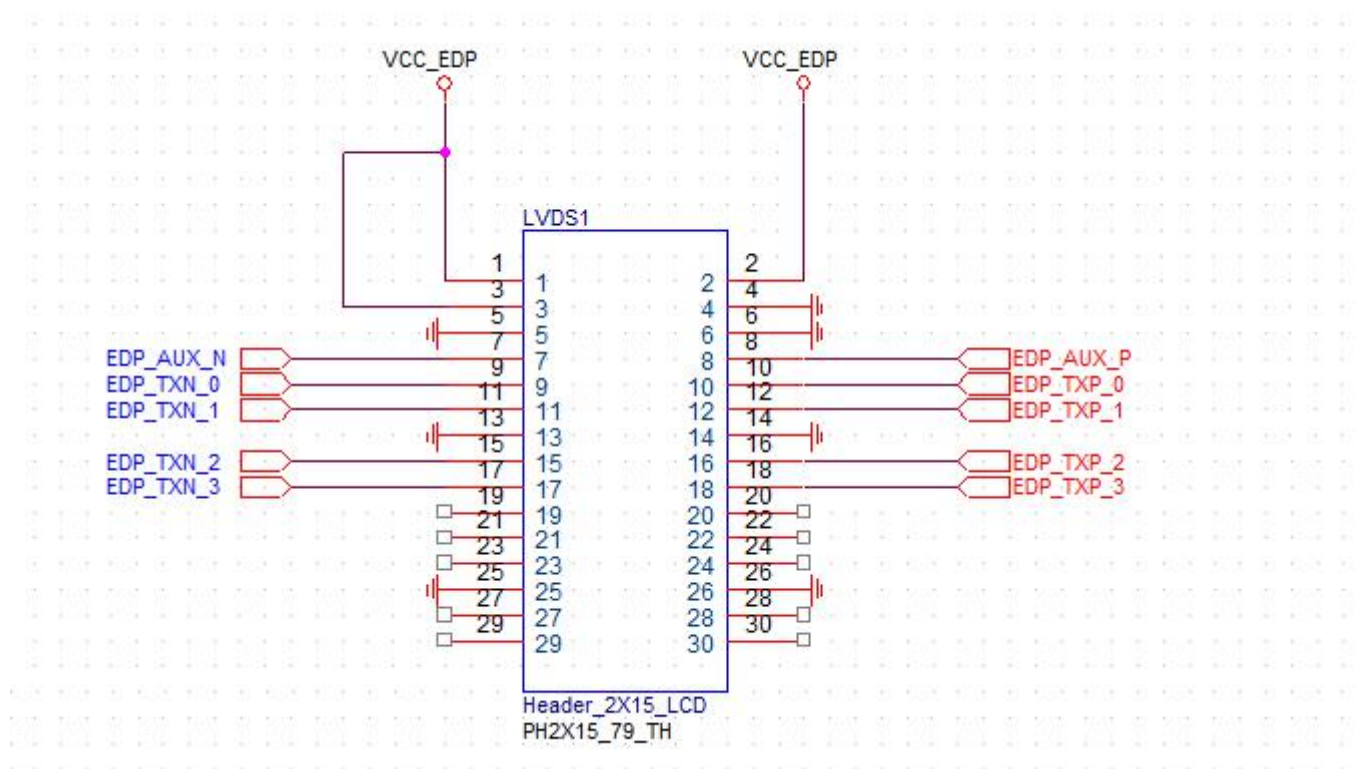 VCC_EDP VCC_EDP
LVDS1
1 2
1 2
3 4
3 4
5 6
5 6
7 8
EDP_AUX_N 7 8 EDP_AUX_P
9 10
EDP_TXN_0 9 10 EDP_TXP_0
11 12
EDP_TXN_1 11 12 EDP_TXP_1
13 14
13 14
15 16
EDP_TXN_2 15 16 EDP_TXP_2
17 18
EDP_TXN_3 17 18 EDP_TXP_3
19 20
19 20
21 22
21 22
23 24
23 24
25 26
25 26
27 28
27 28
29 30
29 30
Header_2X15_LCD
PH2X15_79_TH